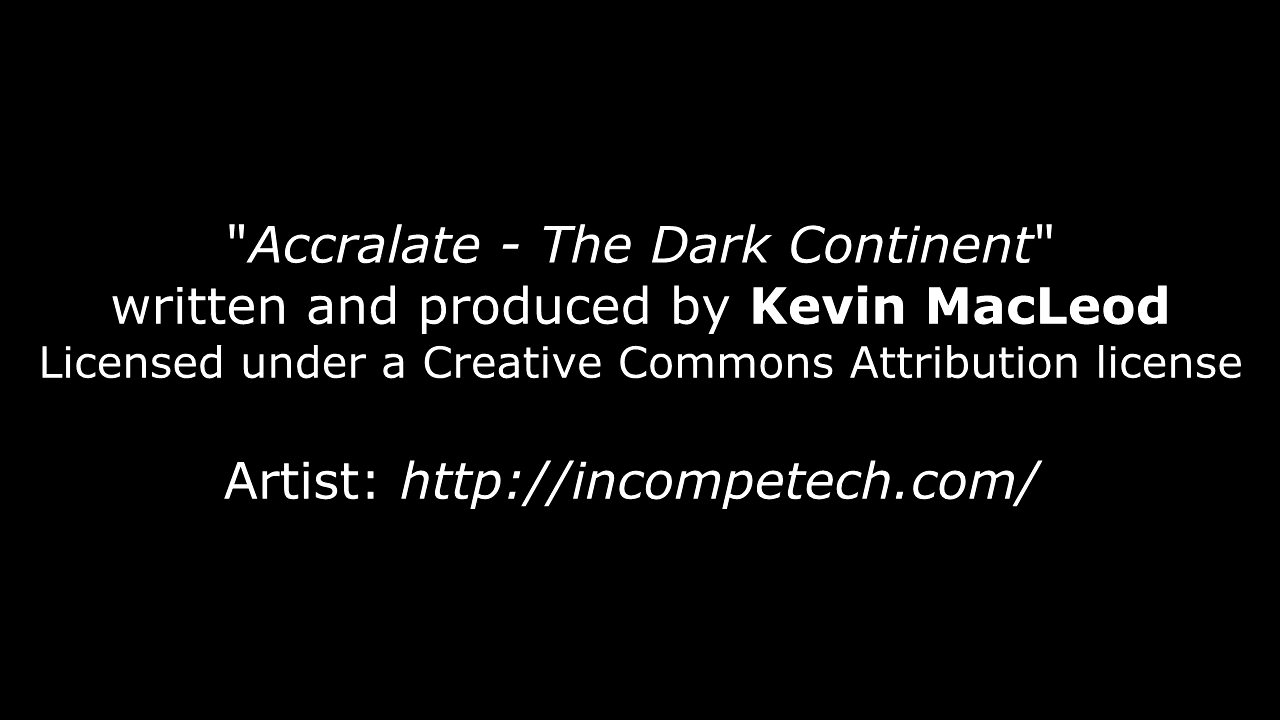 "Accralate - The Dark Continent"
written and produced by Kevin MacLeod
Licensed under a Creative Commons Attribution license
Artist: http://incompetech.com/